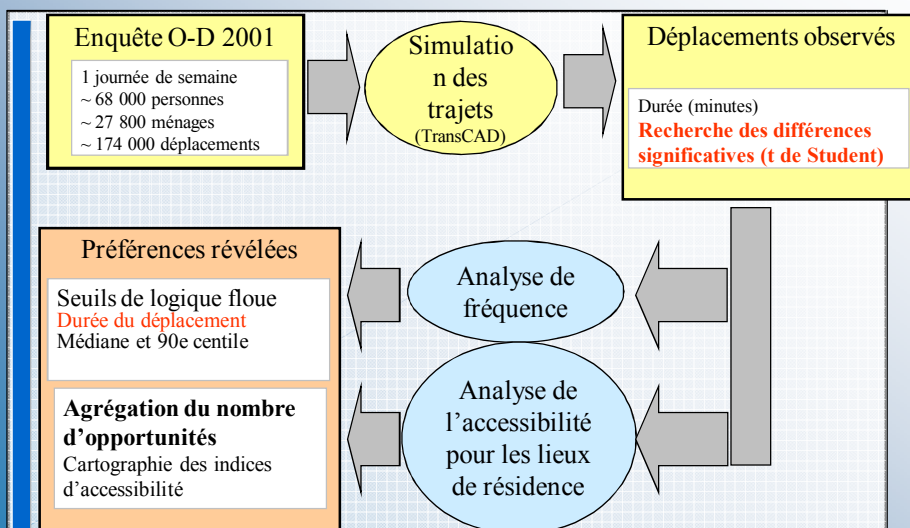 Enquête O-D 2001
1 journée de semaine
~ 68 000 personnes
~ 27 800 ménages
~ 174 000 déplacements
Simulatio
n des
trajets
(TransCAD)
Déplacements observés
Durée (minutes)
Recherche des différences
significatives (t de Student)
Préférences révélées
Seuils de logique floue
Durée du déplacement
Médiane et 90e centile
Agrégation du nombre
d’opportunités
Cartographie des indices
d’accessibilité
Analyse de
fréquence
Analyse de
l’accessibilité
pour les lieux
de résidence